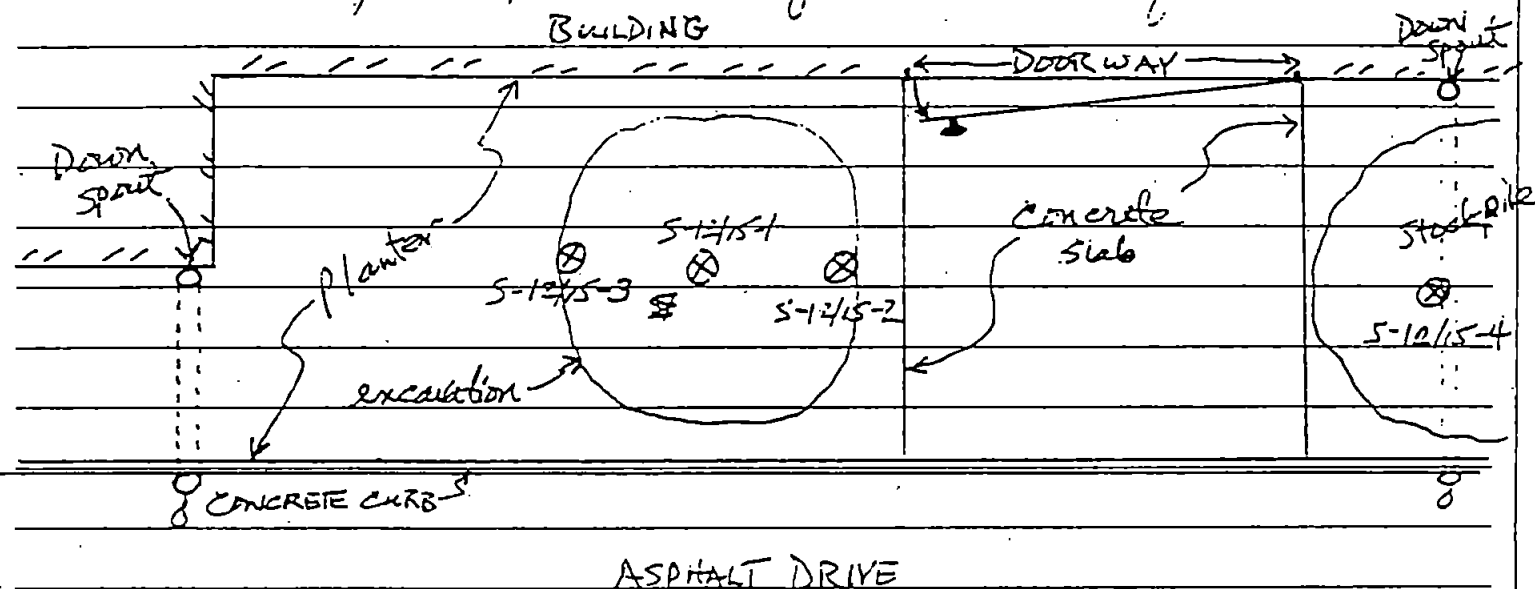 BUILDING
Down
Spout
DOORWAY
Down
Spout
S-12/15-1
Concrete
Slab
Stockpile
planter
S-12/15-3
S-12/15-2
S-12/15-4
excavation
CONCRETE CURBS
ASPHALT DRIVE